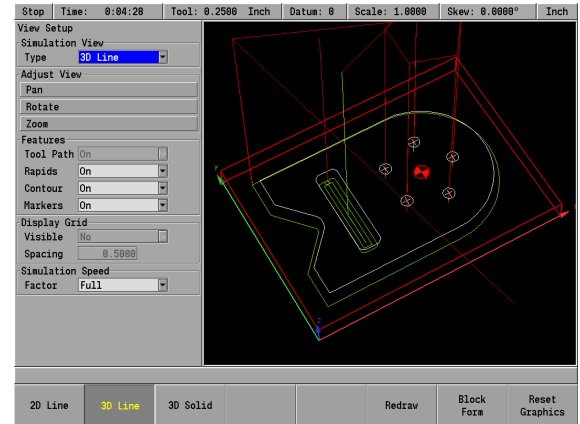 Stop Time: 0:04:28 Tool: 0.2500 Inch Datum: 0 Scale: 1.0000 Skew: 0.0000° Inch
View Setup
Simulation View
Type 3D Line
Adjust View
Pan
Rotate
Zoom
Features
Tool Path On
Rapids On
Contour On
Markers On
Display Grid
Visible No
Spacing 0.5000
Simulation Speed
Factor Full
Y
Z
2D Line 3D Line 3D Solid Redraw Block Form Reset Graphics